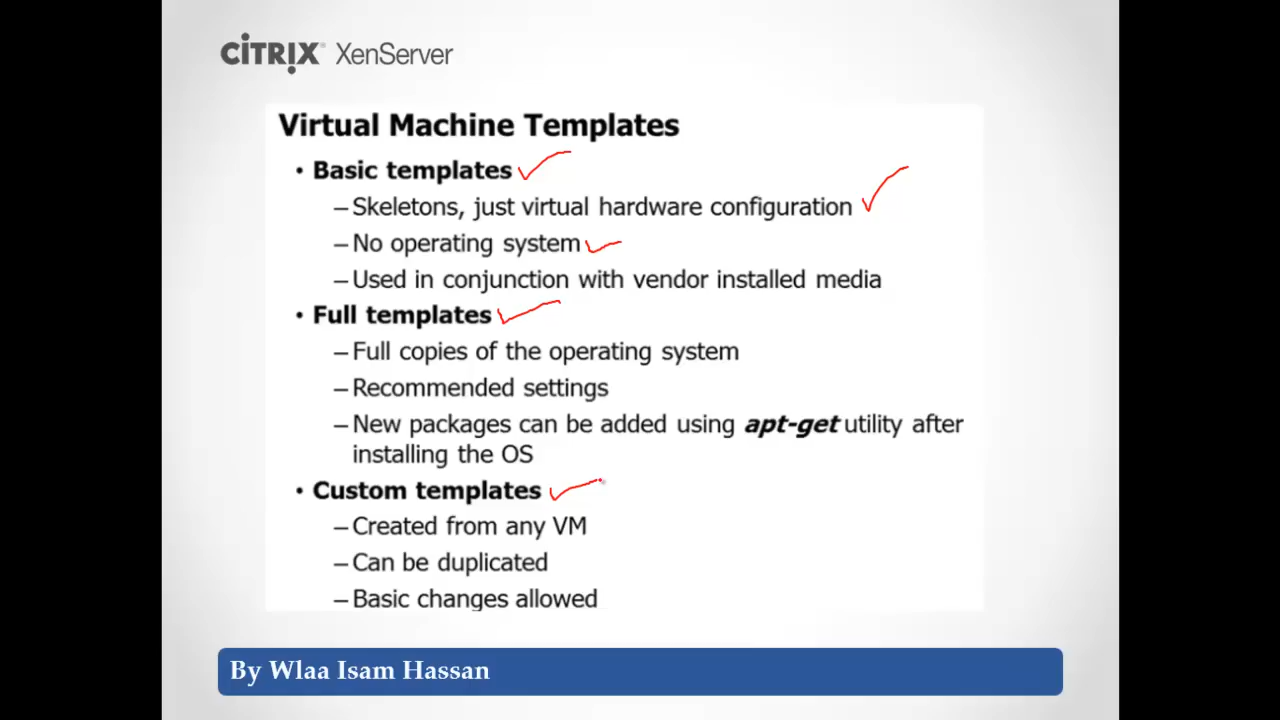 CITRIX XenServer
Virtual Machine Templates
• Basic templates
– Skeletons, just virtual hardware configuration
– No operating system
– Used in conjunction with vendor installed media
• Full templates
– Full copies of the operating system
– Recommended settings
– New packages can be added using apt-get utility after
installing the OS
• Custom templates
– Created from any VM
– Can be duplicated
– Basic changes allowed
By Wlaa Isam Hassan